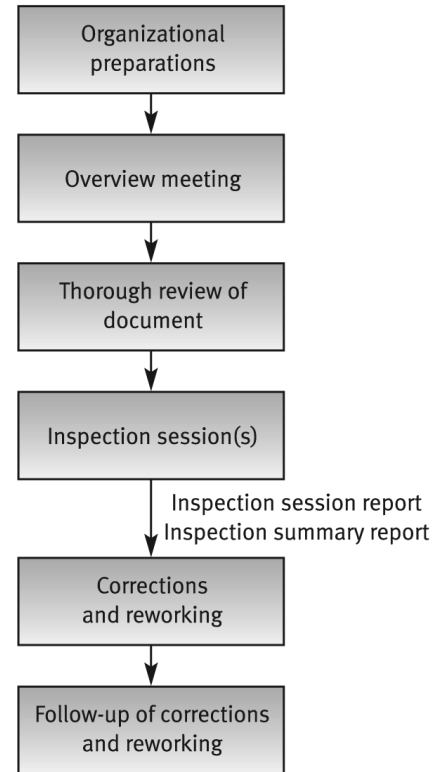 Organizational
preparations
Overview meeting
Thorough review of
document
Inspection session(s)
Inspection session report
Inspection summary report
Corrections
and reworking
Follow-up of corrections
and reworking